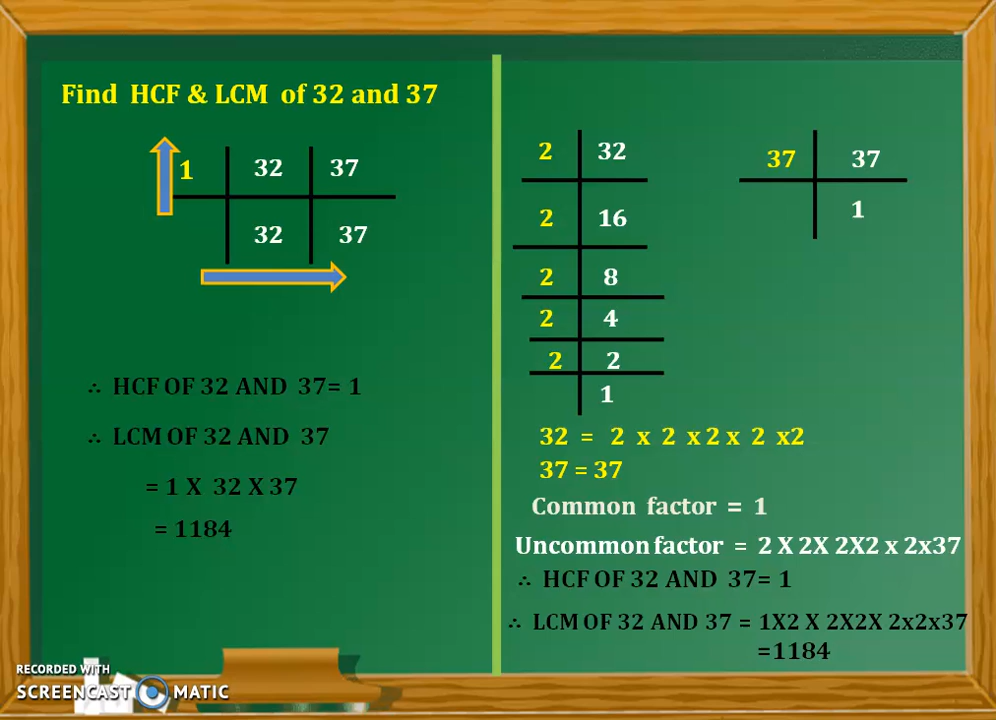 Find HCF & LCM of 32 and 37
1 32 37
32 37
∴ HCF OF 32 AND 37= 1
∴ LCM OF 32 AND 37
= 1 X 32 X 37
= 1184
2 32
2 16
2 8
2 4
2 2
1
37 37
1
32 = 2 x 2 x 2 x 2 x2
37 = 37
Common factor = 1
Uncommon factor = 2 X 2X 2X2 x 2x37
∴ HCF OF 32 AND 37= 1
∴ LCM OF 32 AND 37 = 1X2 X 2X2X 2x2x37
=1184
RECORDED WITH
SCREENCAST MATIC